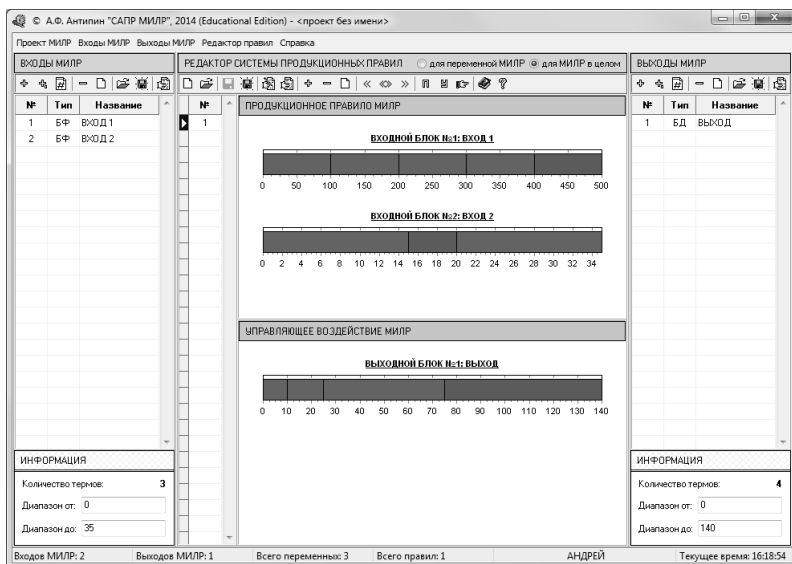 © А.Ф. Антипин "САПР МИЛР", 2014 (Educational Edition) - <проект без имени>
Проект МИЛР Входы МИЛР Выходы МИЛР Редактор правил Справка
ВХОДЫ МИЛР
№ Тип Название
1 БФ ВХОД 1
2 БФ ВХОД 2
ИНФОРМАЦИЯ
Количество термов: 3
Диапазон от: 0
Диапазон до: 35
РЕДАКТОР СИСТЕМЫ ПРОДУКЦИОННЫХ ПРАВИЛ для переменной МИЛР для МИЛР в целом
№
1
ПРОДУКЦИОННОЕ ПРАВИЛО МИЛР
ВХОДНОЙ БЛОК №1: ВХОД 1
0 50 100 150 200 250 300 350 400 450 500
ВХОДНОЙ БЛОК №2: ВХОД 2
0 2 4 6 8 10 12 14 16 18 20 22 24 26 28 30 32 34
УПРАВЛЯЮЩЕЕ ВОЗДЕЙСТВИЕ МИЛР
ВЫХОДНОЙ БЛОК №1: ВЫХОД
0 10 20 30 40 50 60 70 80 90 100 110 120 130 140
ВЫХОДЫ МИЛР
№ Тип Название
1 БД ВЫХОД
ИНФОРМАЦИЯ
Количество термов: 4
Диапазон от: 0
Диапазон до: 140
Входов МИЛР: 2 Выходов МИЛР: 1 Всего переменных: 3 Всего правил: 1 АНДРЕЙ Текущее время: 16:18:54